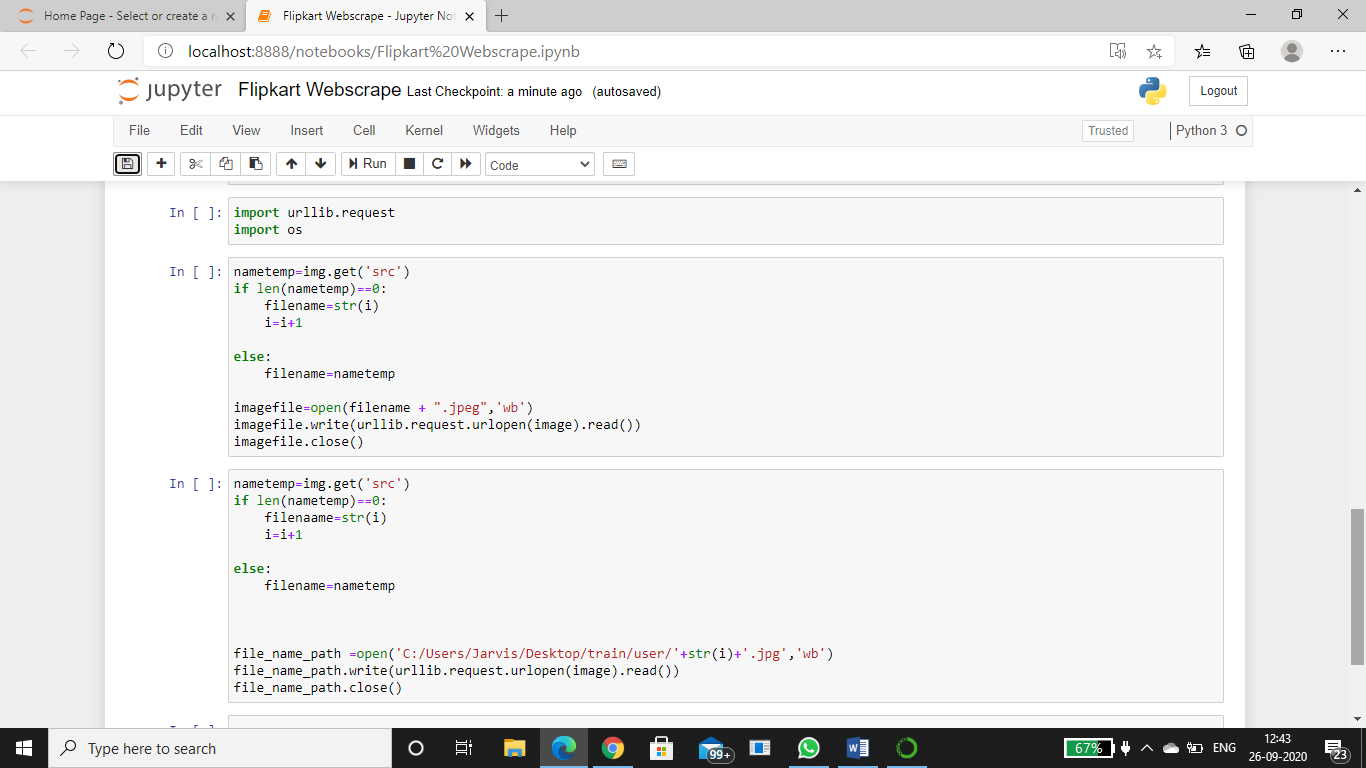 Home Page - Select or create a n
Flipkart Webscrape - Jupyter Not
localhost:8888/notebooks/Flipkart%20Webscrape.ipynb
jupyter Flipkart Webscrape Last Checkpoint: a minute ago (autosaved)
Logout
File Edit View Insert Cell Kernel Widgets Help
Trusted
Python 3
Run
Code
In [ ]:
import urllib.request
import os
In [ ]:
nametemp=img.get('src')
if len(nametemp)==0:
    filename=str(i)
    i=i+1
else:
    filename=nametemp
imagefile=open(filename + ".jpeg",'wb')
imagefile.write(urllib.request.urlopen(image).read())
imagefile.close()
In [ ]:
nametemp=img.get('src')
if len(nametemp)==0:
    filenaame=str(i)
    i=i+1
else:
    filename=nametemp
file_name_path =open('C:/Users/Jarvis/Desktop/train/user/'+str(i)+'.jpg','wb')
file_name_path.write(urllib.request.urlopen(image).read())
file_name_path.close()
Type here to search
99+
67%
ENG
12:43
26-09-2020
23